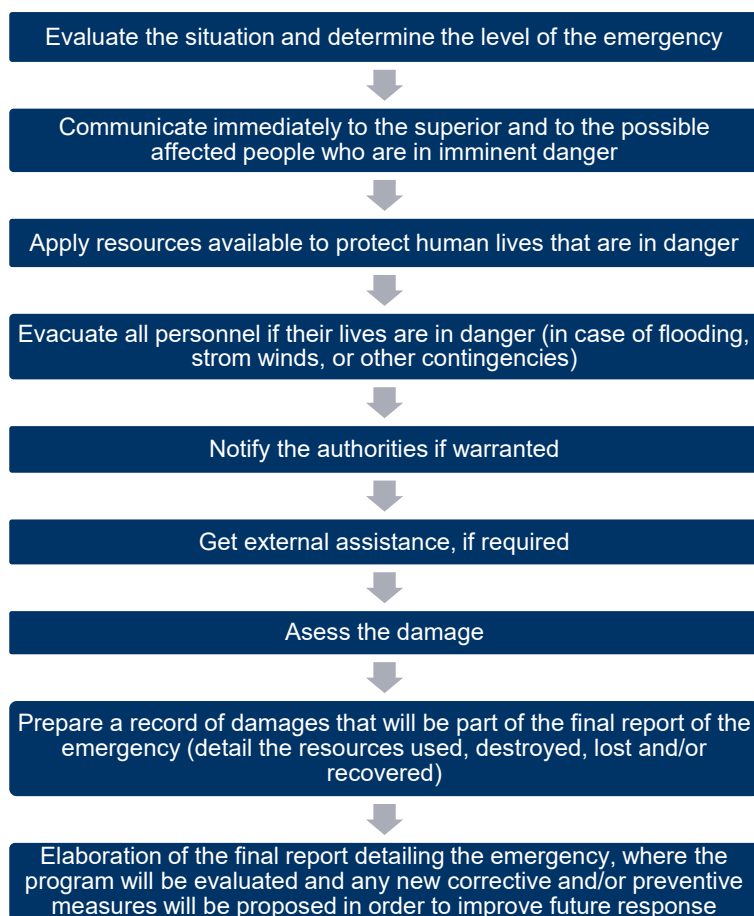 Evaluate the situation and determine the level of the emergency
Communicate immediately to the superior and to the possible
affected people who are in imminent danger
Apply resources available to protect human lives that are in danger
Evacuate all personnel if their lives are in danger (in case of flooding,
strom winds, or other contingencies)
Notify the authorities if warranted
Get external assistance, if required
Asess the damage
Prepare a record of damages that will be part of the final report of the
emergency (detail the resources used, destroyed, lost and/or
recovered)
Elaboration of the final report detailing the emergency, where the
program will be evaluated and any new corrective and/or preventive
measures will be proposed in order to improve future response